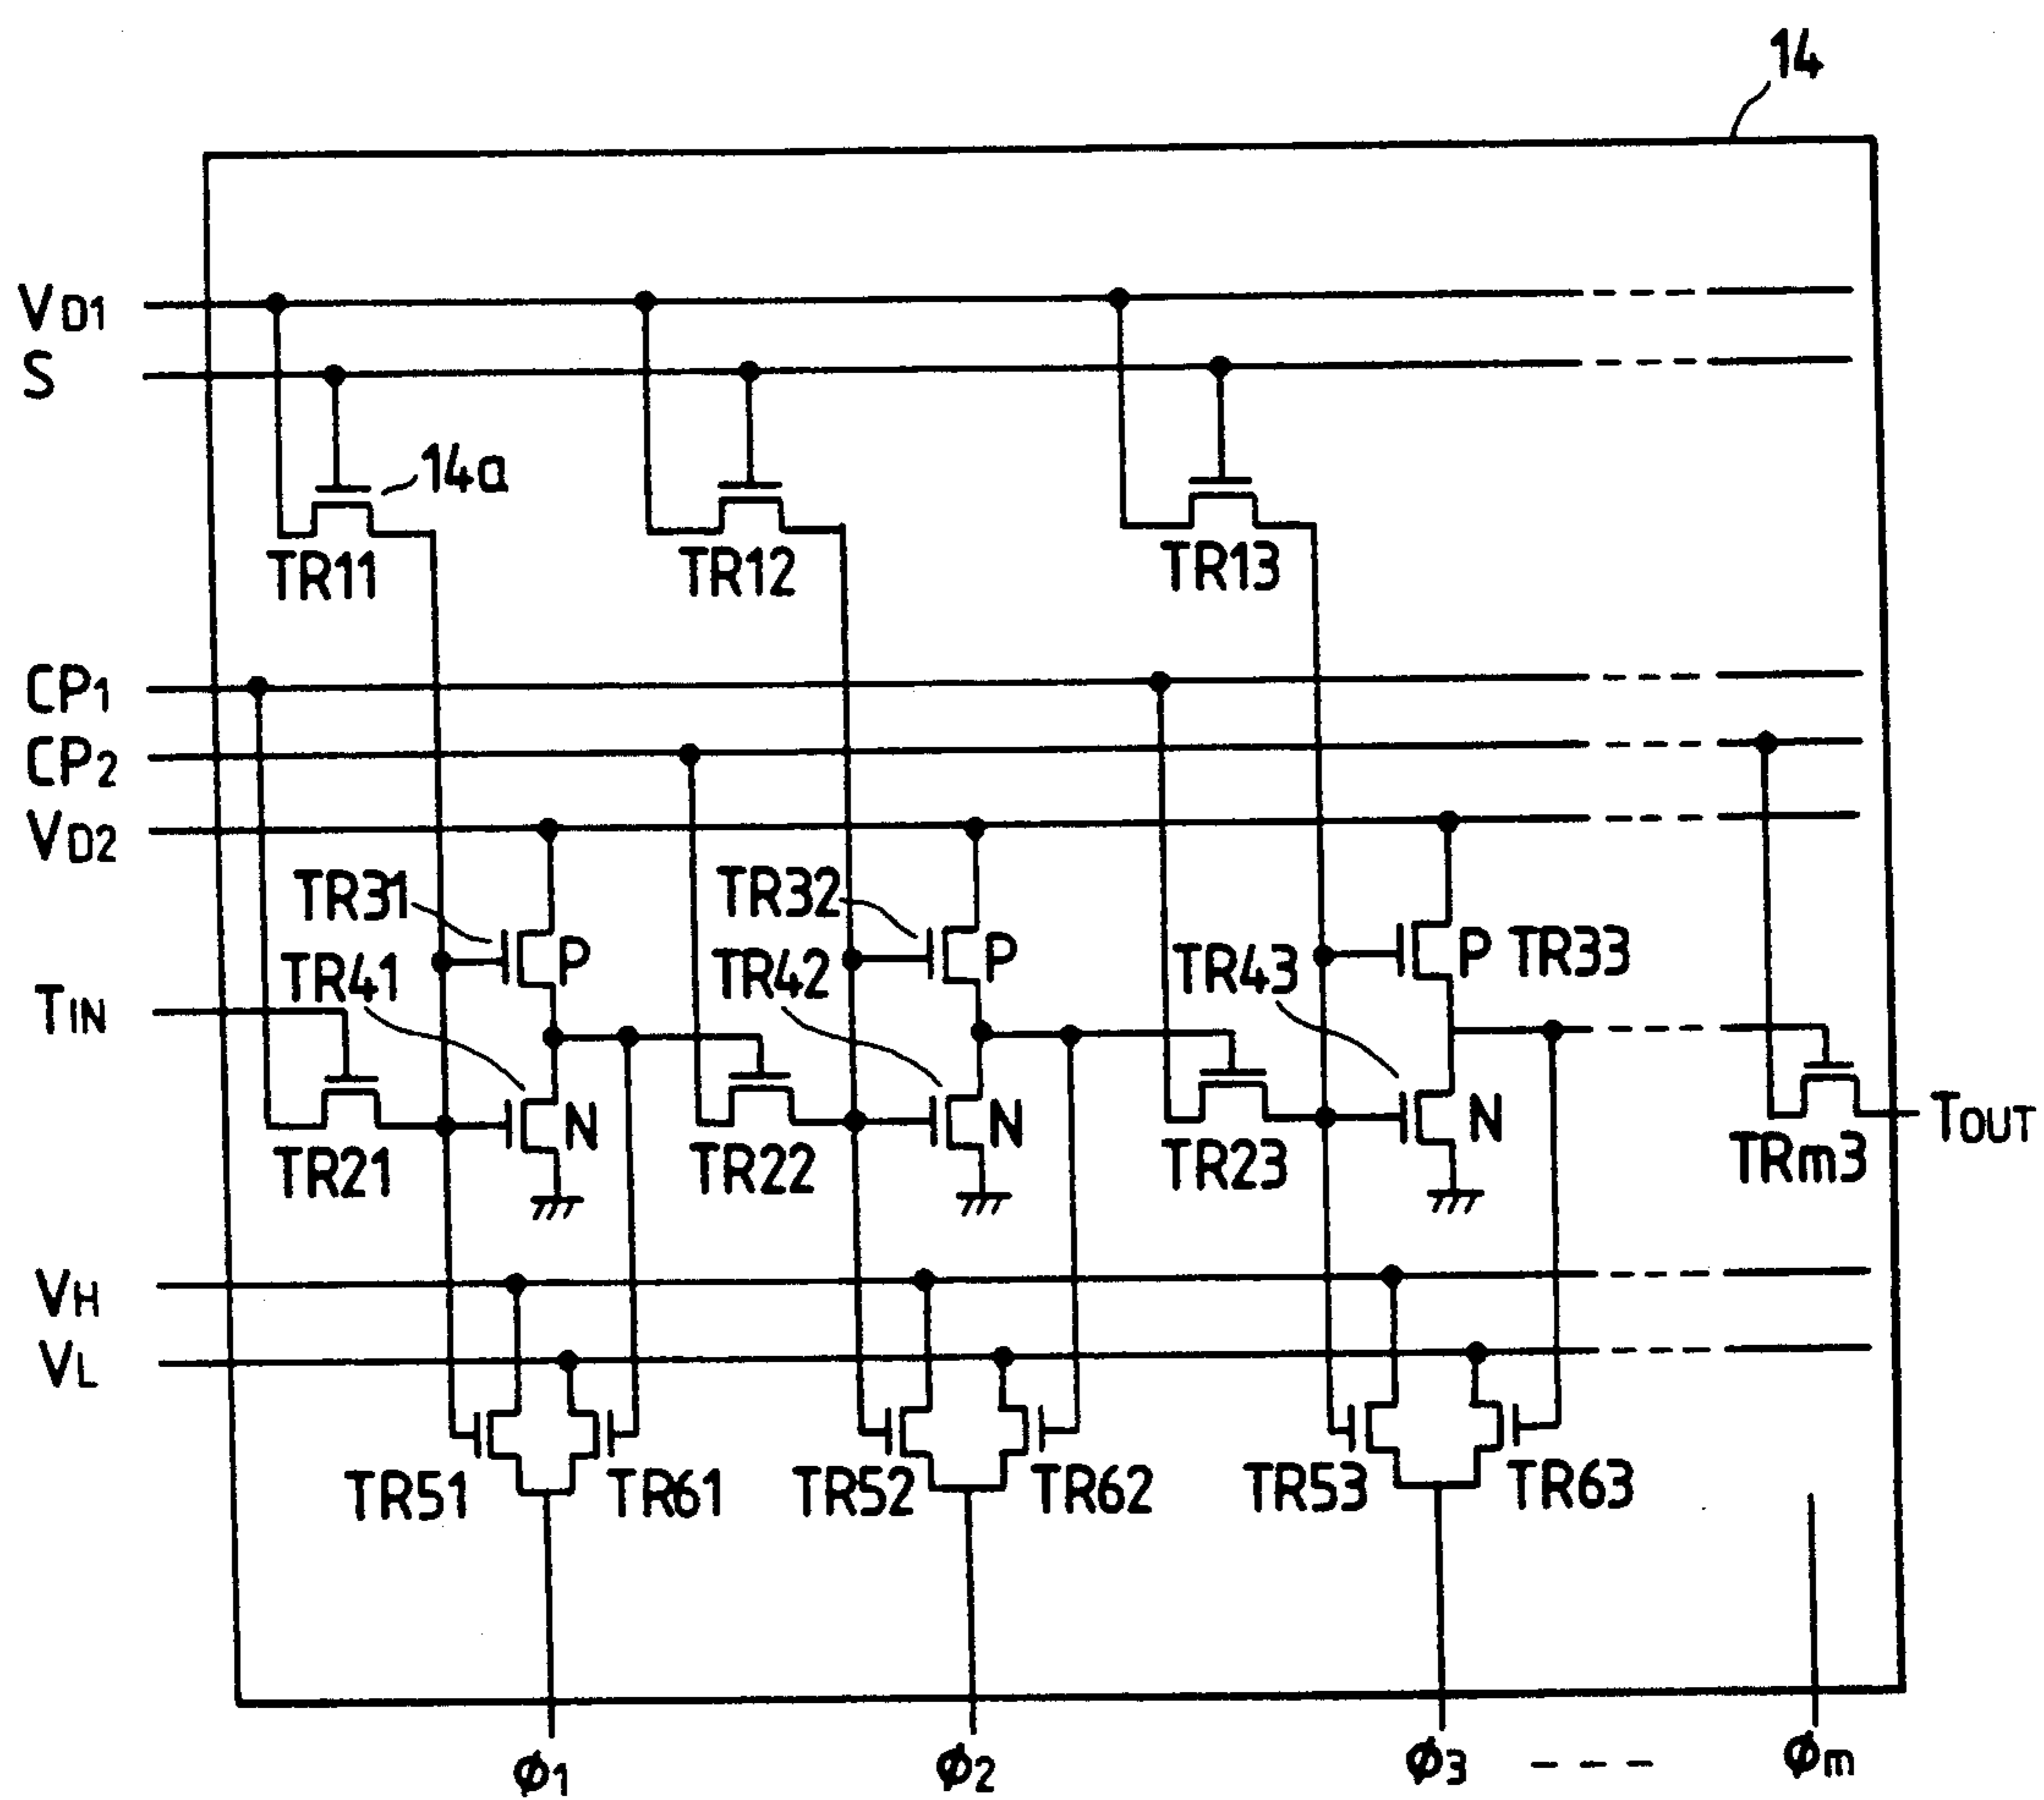 14
VD1
S
14a
TR11
TR12
TR13
CP1
CP2
VD2
TR31
TR32
P
P
P
TR33
TR41
TR42
TR43
TIN
N
N
N
TR21
TR22
TR23
TRm3
TOUT
VH
VL
TR51
TR61
TR52
TR62
TR53
TR63
ϕ1
ϕ2
ϕ3
ϕm